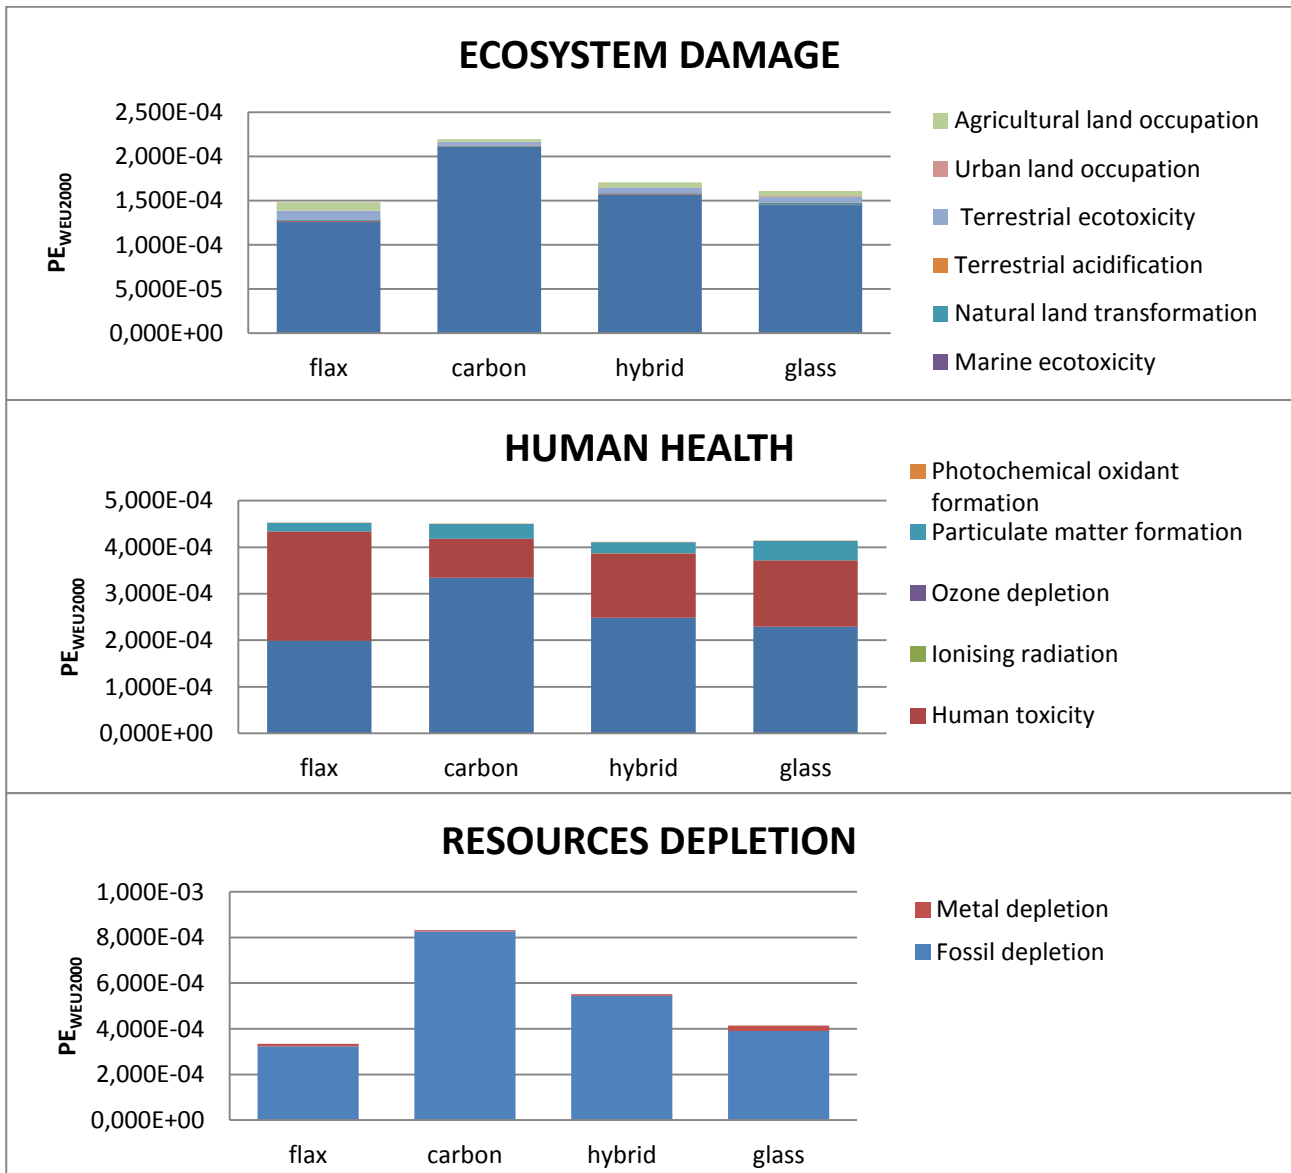 ECOSYSTEM DAMAGE
PE_WEU2000
2,500E-04
2,000E-04
1,500E-04
1,000E-04
5,000E-05
0,000E+00
flax carbon hybrid glass
Agricultural land occupation
Urban land occupation
Terrestrial ecotoxicity
Terrestrial acidification
Natural land transformation
Marine ecotoxicity
HUMAN HEALTH
PE_WEU2000
5,000E-04
4,000E-04
3,000E-04
2,000E-04
1,000E-04
0,000E+00
flax carbon hybrid glass
Photochemical oxidant
formation
Particulate matter formation
Ozone depletion
Ionising radiation
Human toxicity
RESOURCES DEPLETION
PE_WEU2000
1,000E-03
8,000E-04
6,000E-04
4,000E-04
2,000E-04
0,000E+00
flax carbon hybrid glass
Metal depletion
Fossil depletion